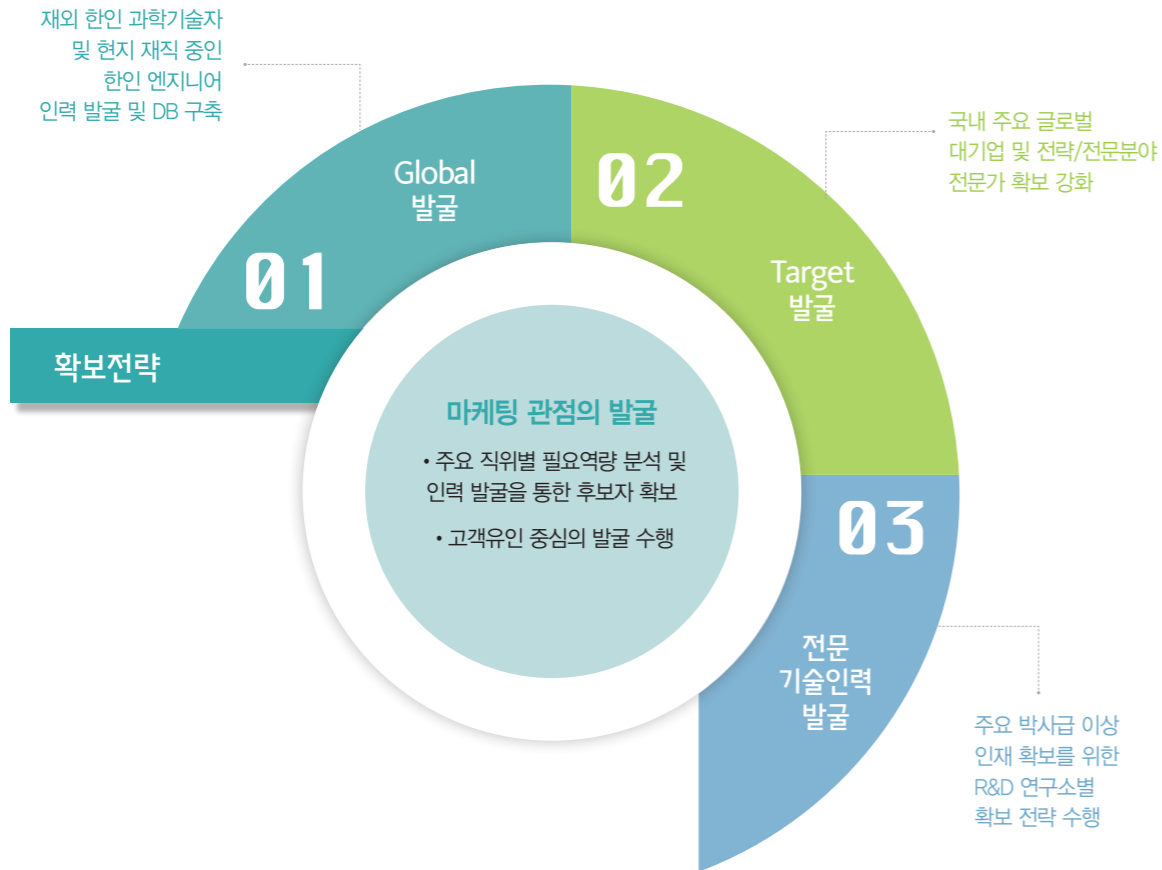 재외 한인 과학기술자
및 현지 재직 중인
한인 엔지니어
인력 발굴 및 DB 구축
확보전략
01
Global
발굴
02
Target
발굴
국내 주요 글로벌
대기업 및 전략/전문분야
전문가 확보 강화
마케팅 관점의 발굴
• 주요 직위별 필요역량 분석 및
인력 발굴을 통한 후보자 확보
• 고객유인 중심의 발굴 수행
03
전문
기술인력
발굴
주요 박사급 이상
인재 확보를 위한
R&D 연구소별
확보 전략 수행